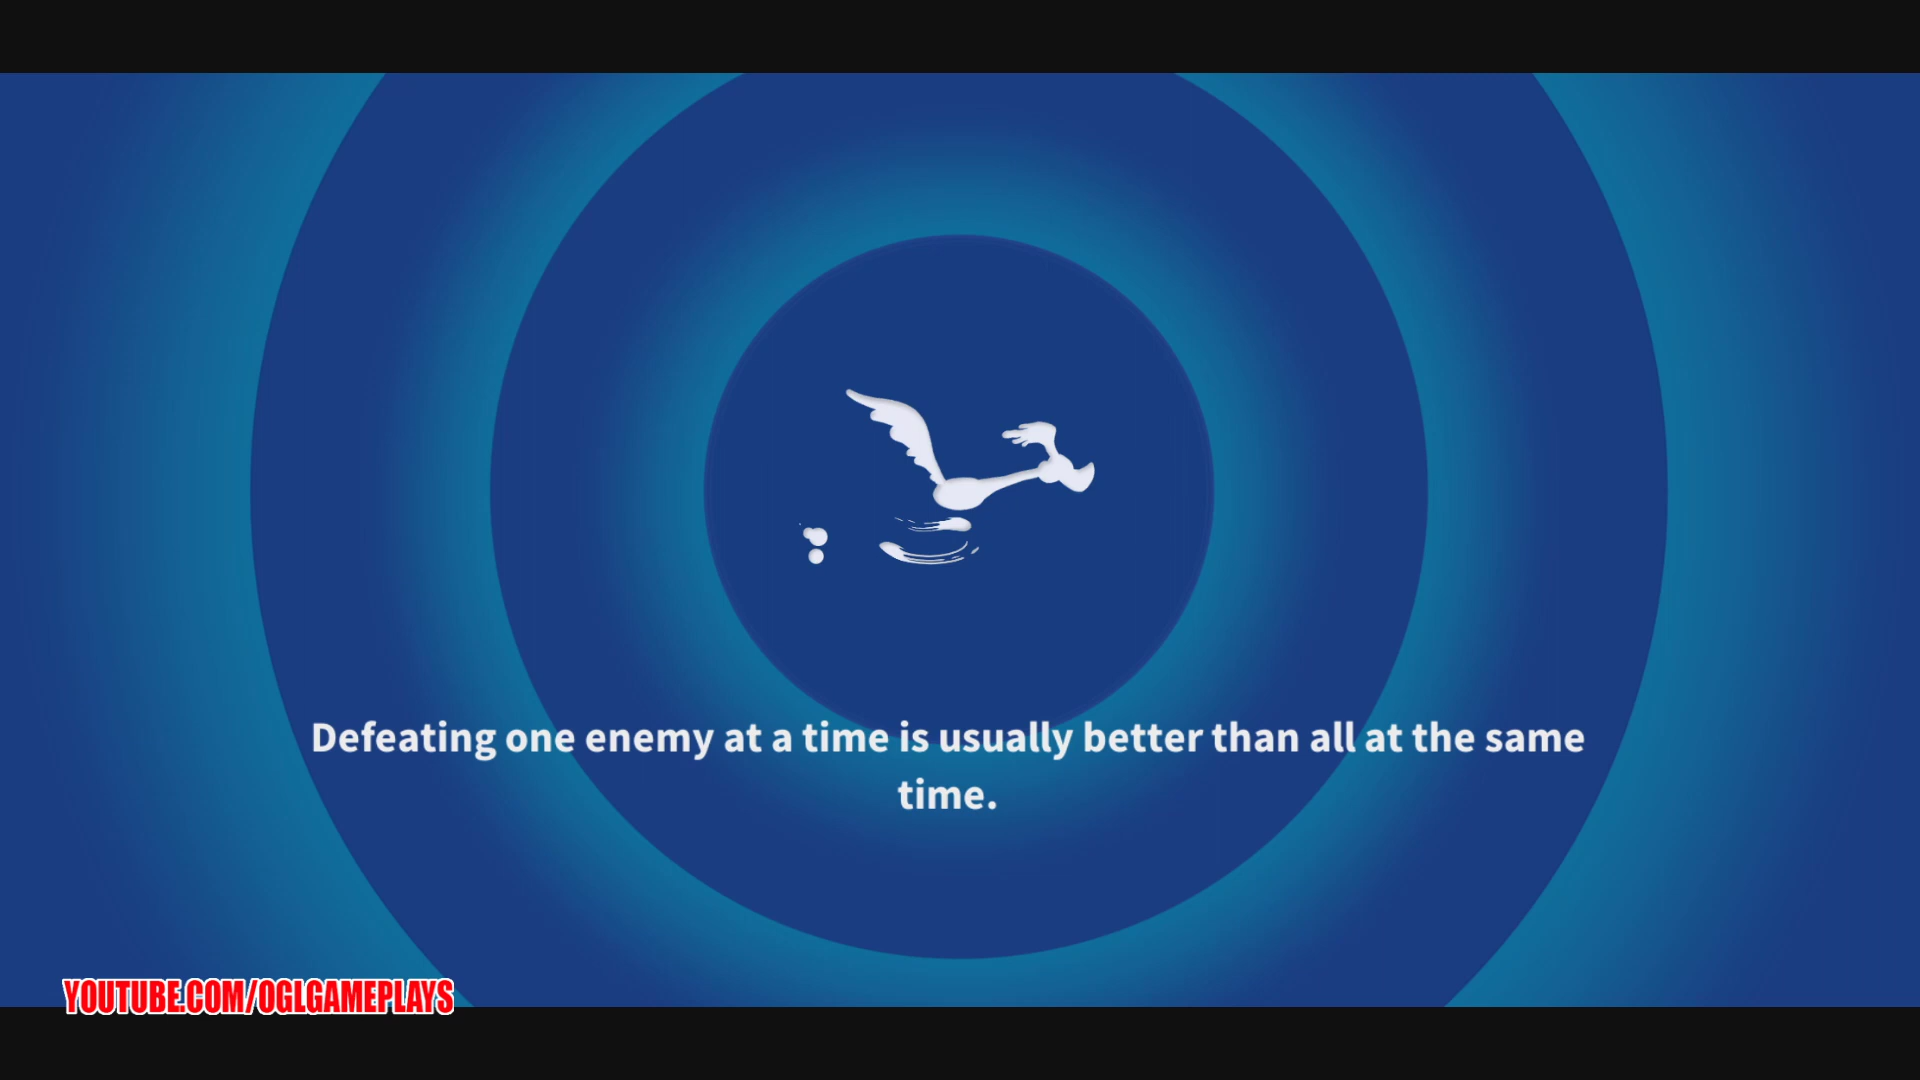 Defeating one enemy at a time is usually better than all at the same
time.
YOUTUBE.COM/OGLGAMEPLAYS